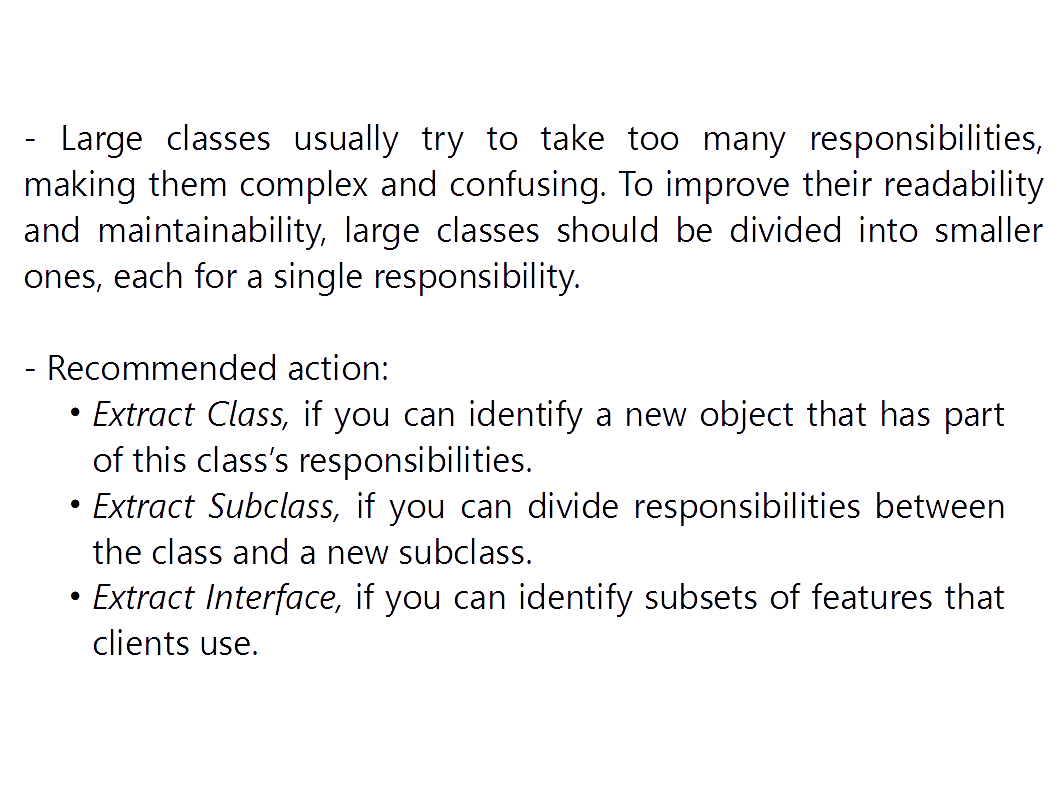 - Large classes usually try to take too many responsibilities,
making them complex and confusing. To improve their readability
and maintainability, large classes should be divided into smaller
ones, each for a single responsibility.
- Recommended action:
• Extract Class, if you can identify a new object that has part
of this class’s responsibilities.
• Extract Subclass, if you can divide responsibilities between
the class and a new subclass.
• Extract Interface, if you can identify subsets of features that
clients use.